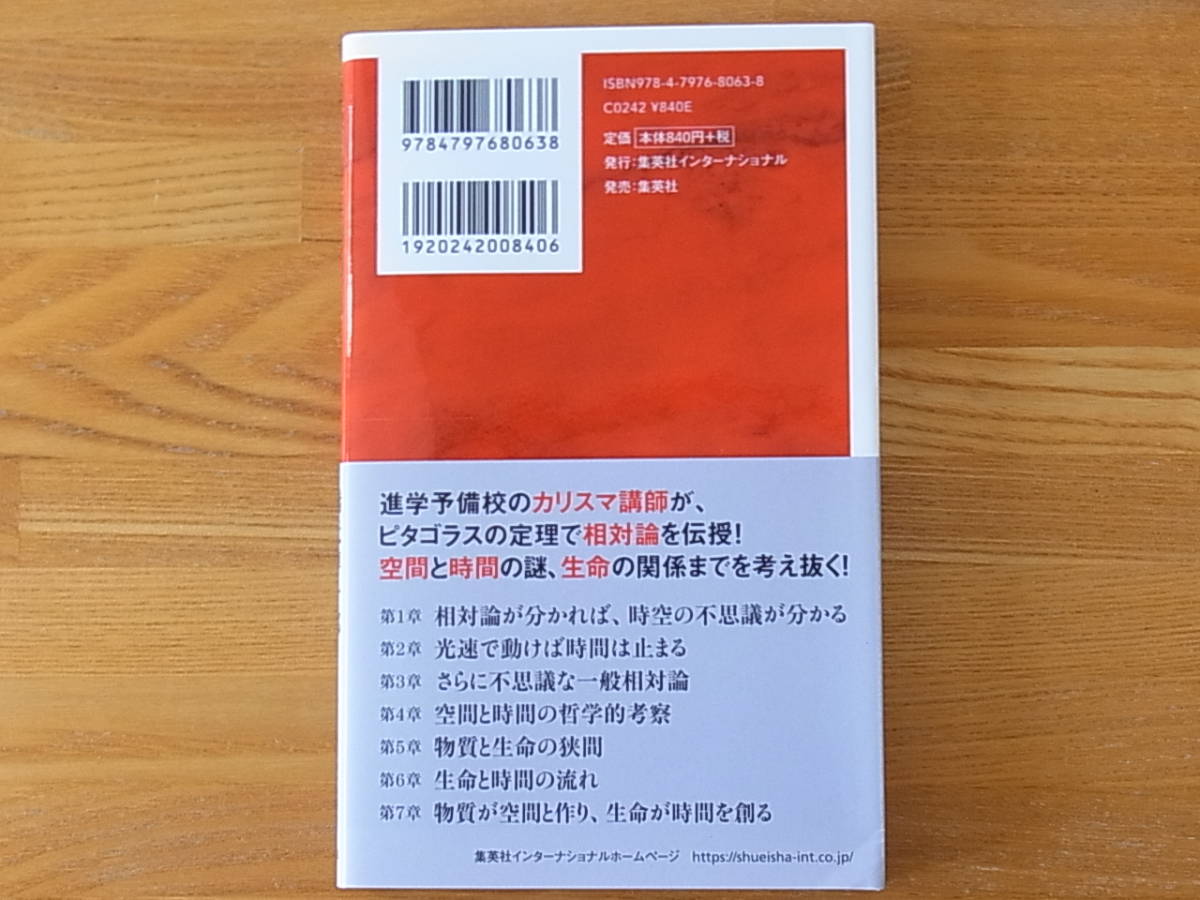 9784797680638
1920242008406
ISBN978-4-7976-8063-8
C0242 ¥840E
定価 本体840円+税
発行:集英社インターナショナル
発売:集英社
進学予備校のカリスマ講師が、
ピタゴラスの定理で相対論を伝授!
空間と時間の謎、生命の関係までを考え抜く!
第1章 相対論が分かれば、時空の不思議が分かる
第2章 光速で動けば時間は止まる
第3章 さらに不思議な一般相対論
第4章 空間と時間の哲学的考察
第5章 物質と生命の狭間
第6章 生命と時間の流れ
第7章 物質が空間と作り、生命が時間を創る
集英社インターナショナルホームページ https://shueisha-int.co.jp/